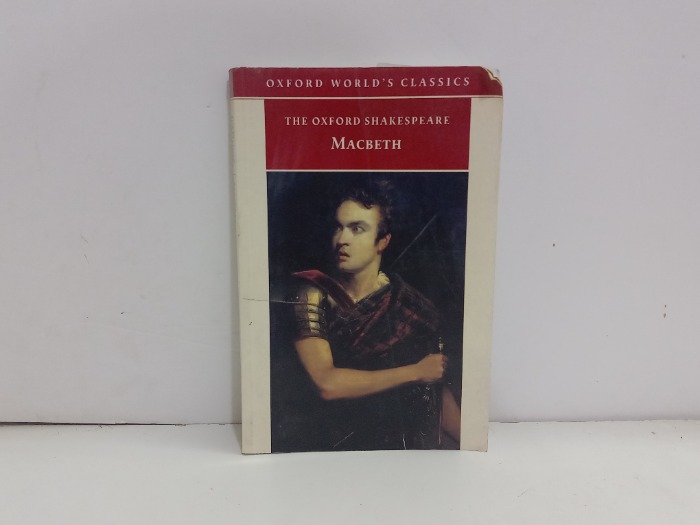 OXFORD WORLD'S CLASSICS
THE OXFORD SHAKESPEARE
MACBETH